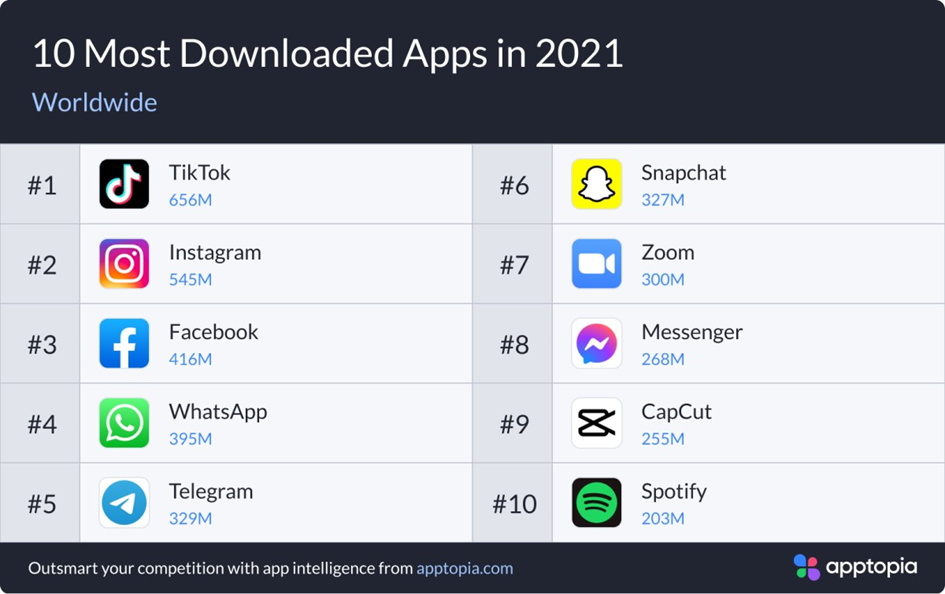 10 Most Downloaded Apps in 2021
Worldwide
#1
TikTok
656M
#2
Instagram
545M
#3
Facebook
416M
#4
WhatsApp
395M
#5
Telegram
329M
#6
Snapchat
327M
#7
Zoom
300M
#8
Messenger
268M
#9
CapCut
255M
#10
Spotify
203M
Outsmart your competition with app intelligence from apptopia.com
apptopia